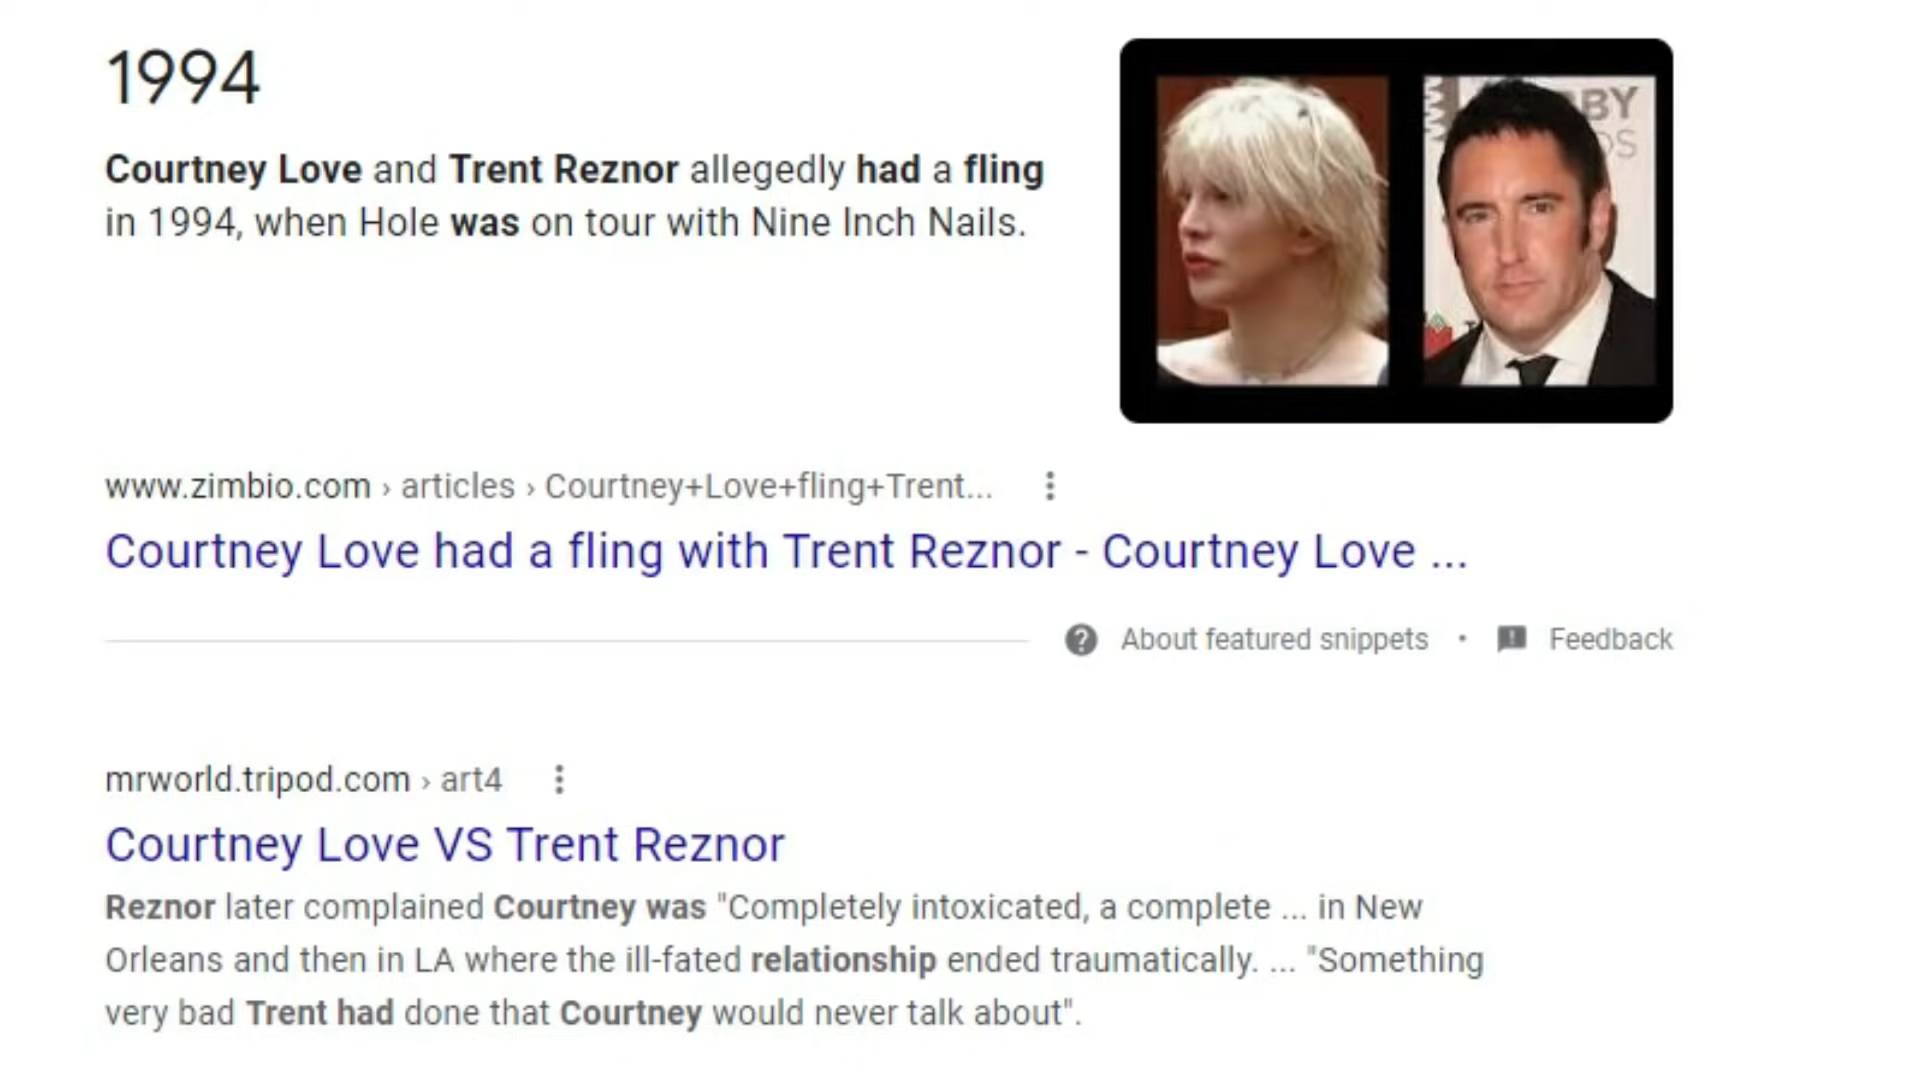 1994
Courtney Love and Trent Reznor allegedly had a fling
in 1994, when Hole was on tour with Nine Inch Nails.
BBY
DS
www.zimbio.com › articles › Courtney+Love+fling+Trent...
Courtney Love had a fling with Trent Reznor - Courtney Love ...
About featured snippets • Feedback
mrworld.tripod.com › art4
Courtney Love VS Trent Reznor
Reznor later complained Courtney was "Completely intoxicated, a complete ... in New
Orleans and then in LA where the ill-fated relationship ended traumatically. ... "Something
very bad Trent had done that Courtney would never talk about".